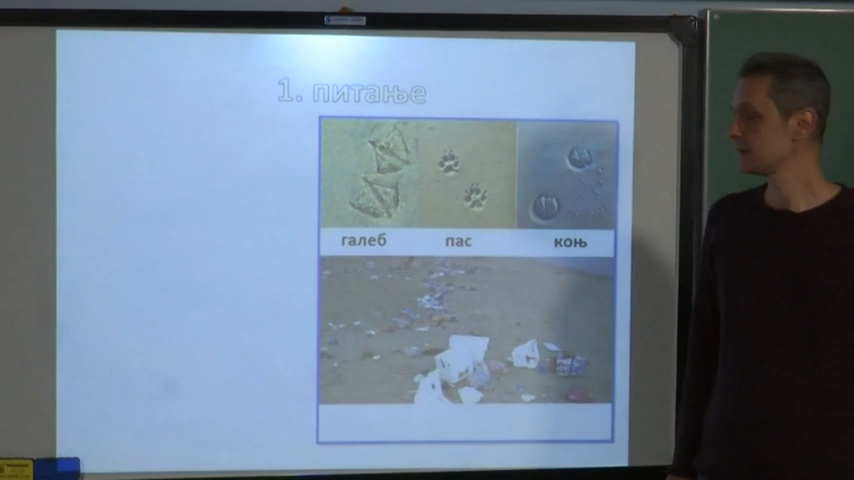 1. питање
галеб пас коњ